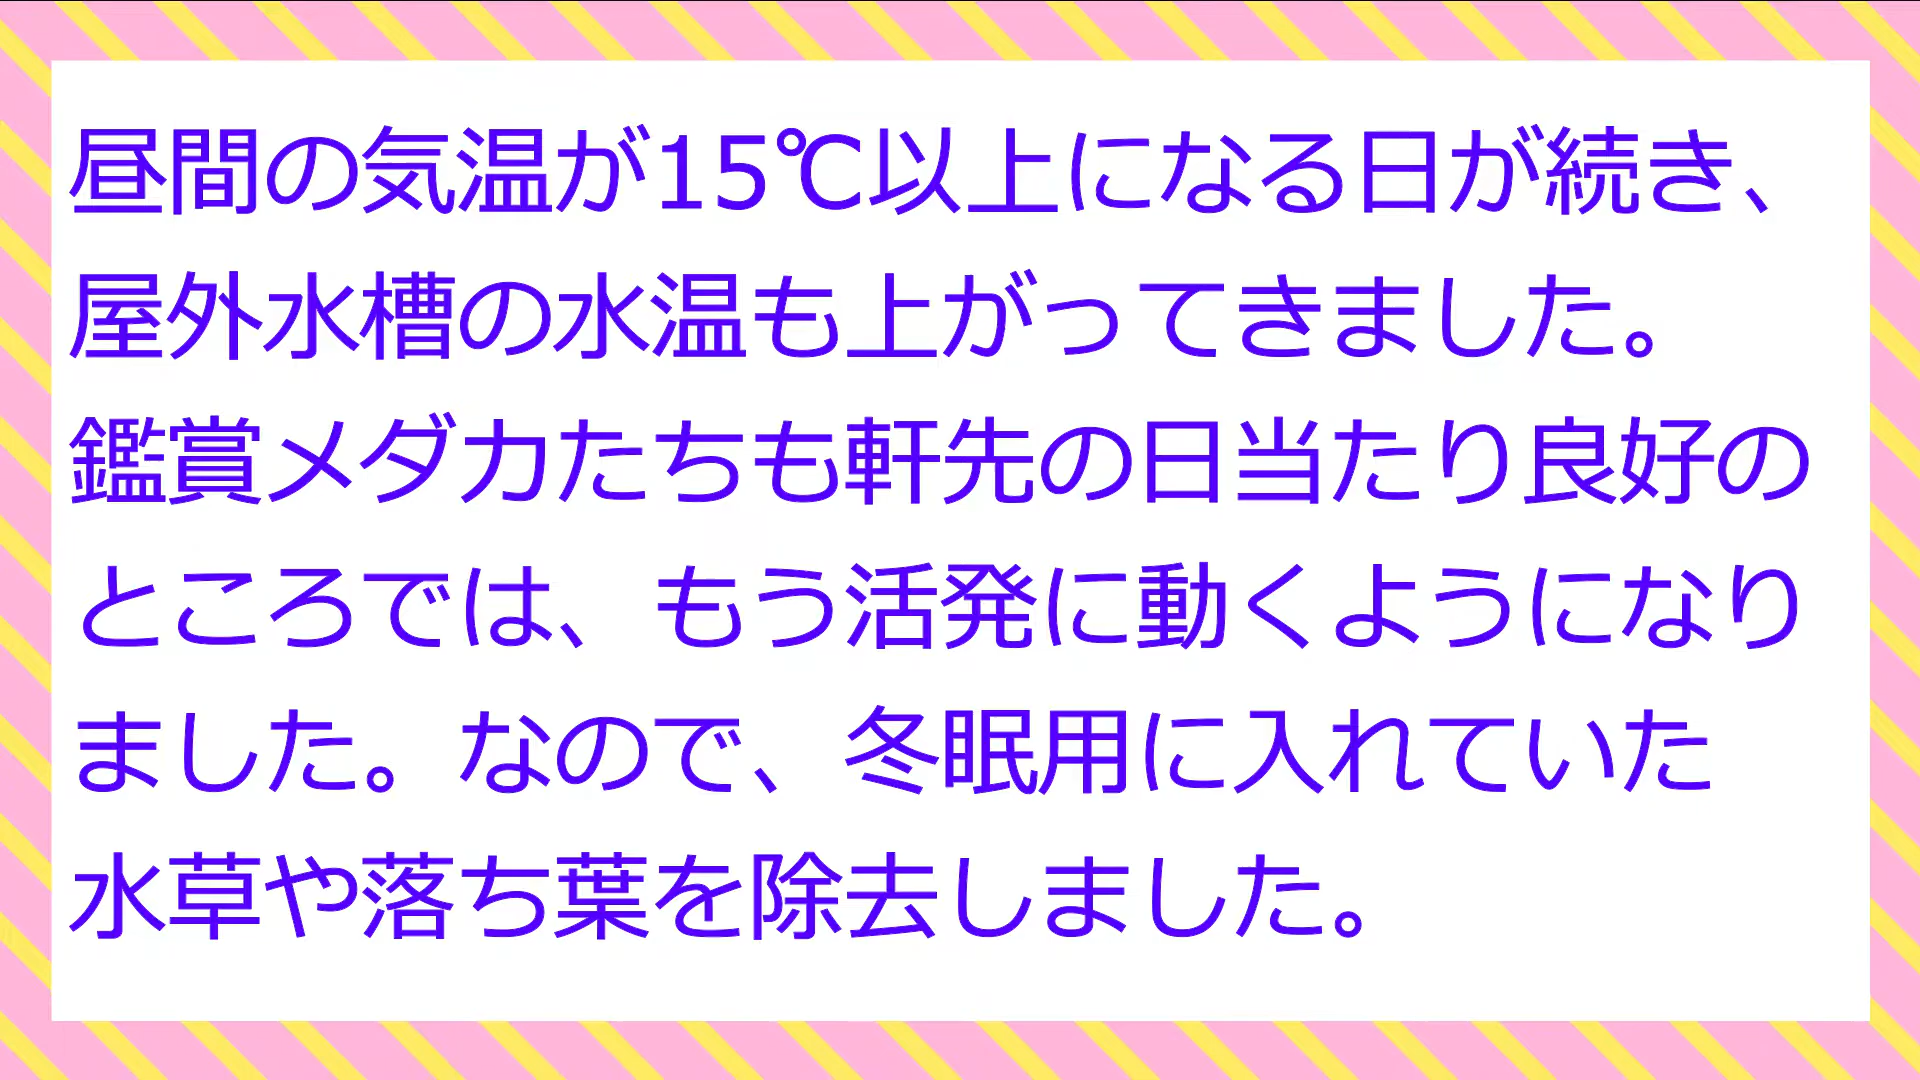 昼間の気温が15℃以上になる日が続き、
屋外水槽の水温も上がってきました。
鑑賞メダカたちも軒先の日当たり良好の
ところでは、もう活発に動くようになり
ました。なので、冬眠用に入れていた
水草や落ち葉を除去しました。